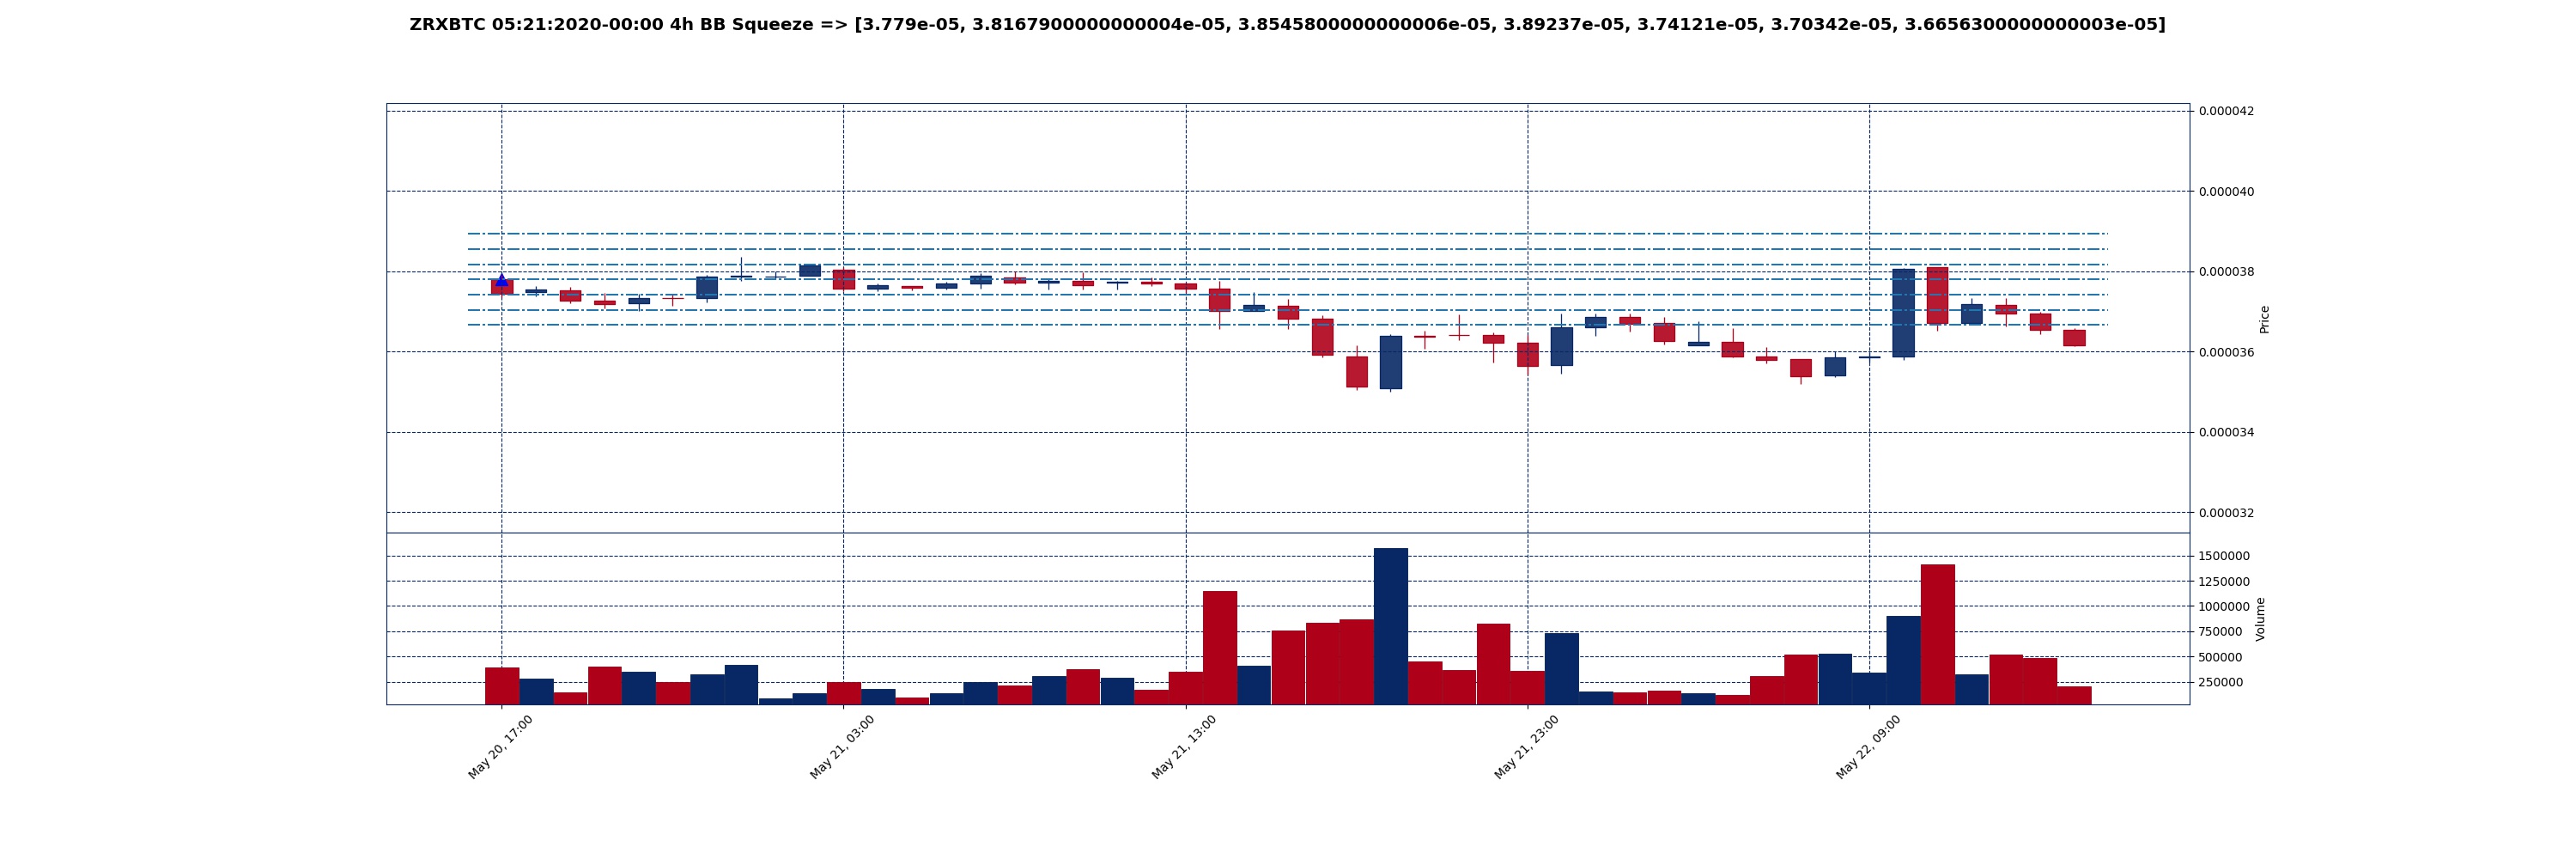 ZRXBTC 05:21:2020-00:00 4h BB Squeeze => [3.779e-05, 3.8167900000000004e-05, 3.8545800000000006e-05, 3.89237e-05, 3.74121e-05, 3.70342e-05, 3.6656300000000003e-05]
0.000042
0.000040
0.000038
0.000036
0.000034
0.000032
Price
1500000
1250000
1000000
750000
500000
250000
Volume
May 20, 17:00
May 21, 03:00
May 21, 13:00
May 21, 23:00
May 22, 09:00